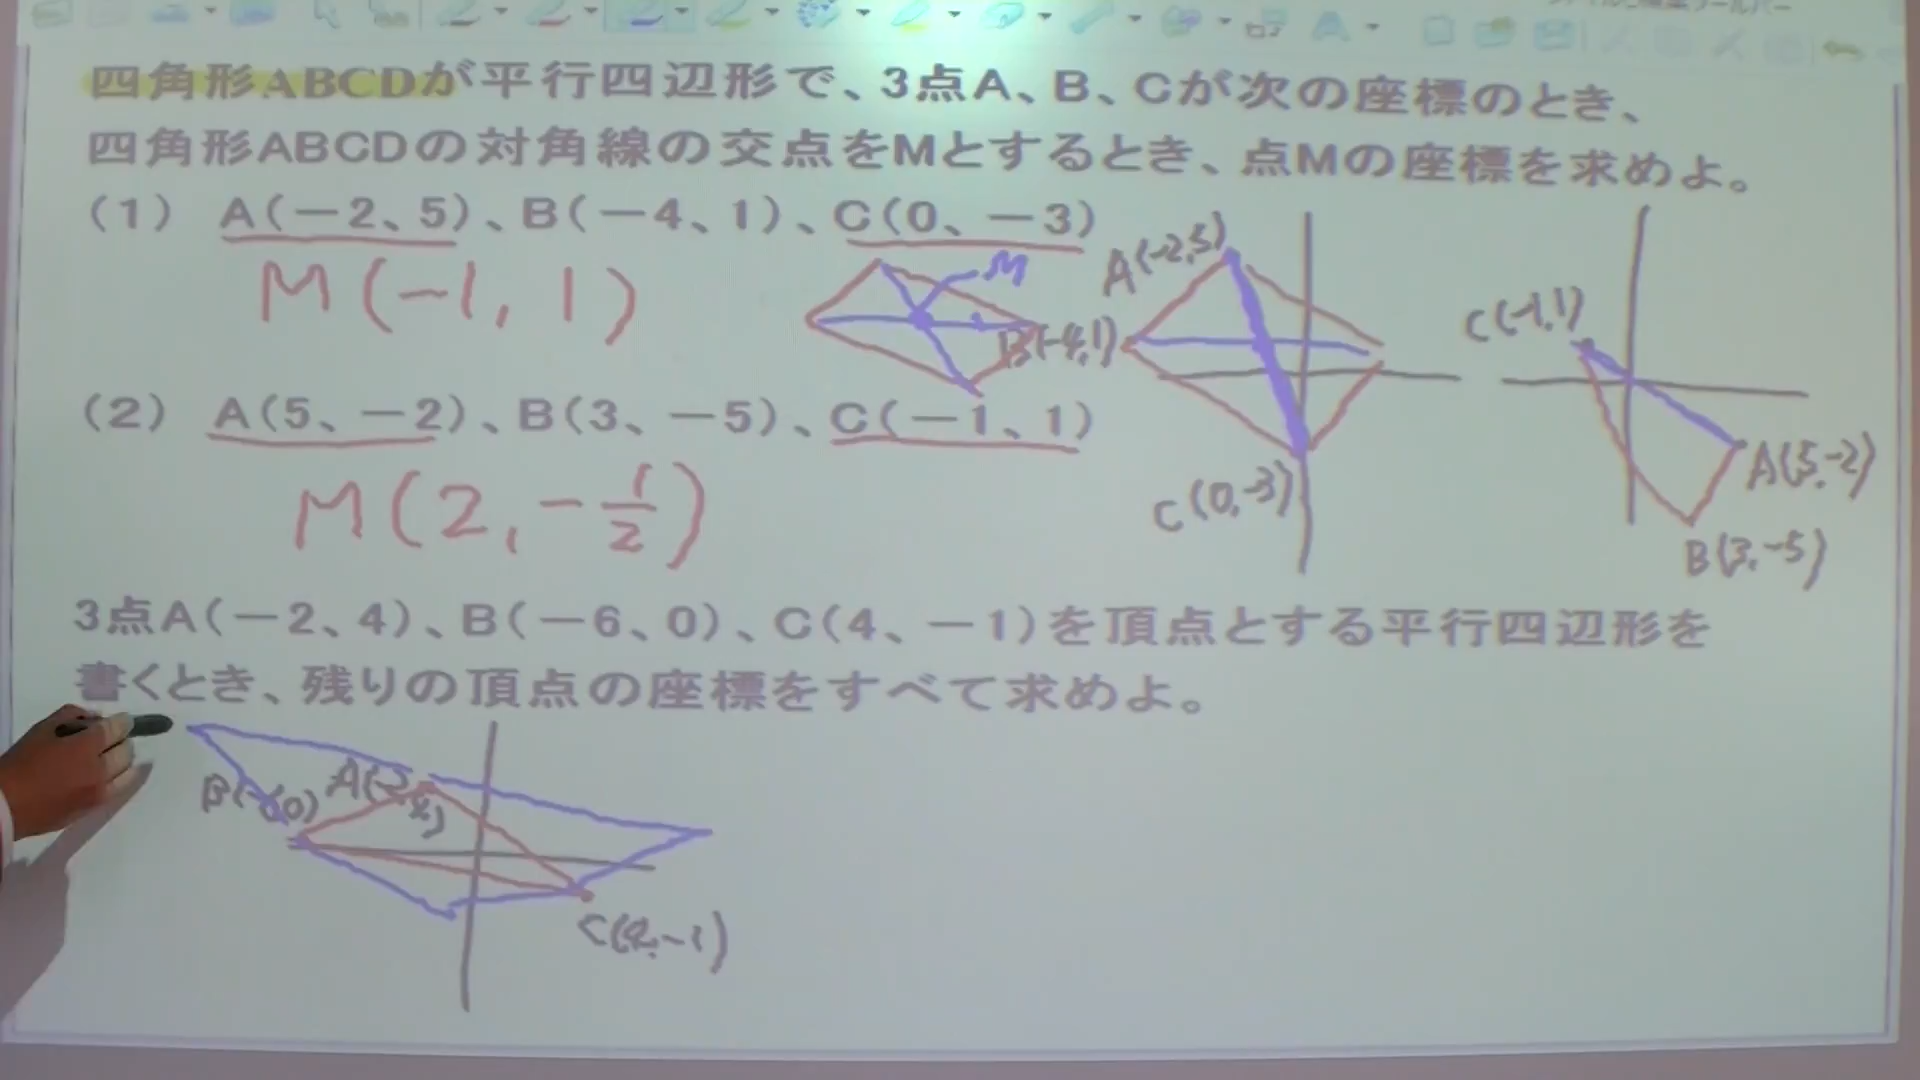 四角形ABCDが平行四辺形で、3点A、B、Cが次の座標のとき、
四角形ABCDの対角線の交点をMとするとき、点Mの座標を求めよ。
(1) A(－2、5)、B(－4、1)、C(0、－3)
M(-1, 1)
M
A(-2,5)
B(-4,1)
C(0,-3)
C(-1,1)
A(5,-2)
B(3,-5)
(2) A(5、－2)、B(3、－5)、C(－1、1)
M(2, -1/2)
3点A(－2、4)、B(－6、0)、C(4、－1)を頂点とする平行四辺形を
書くとき、残りの頂点の座標をすべて求めよ。
A(-2,4)
B(-6,0)
C(4,-1)